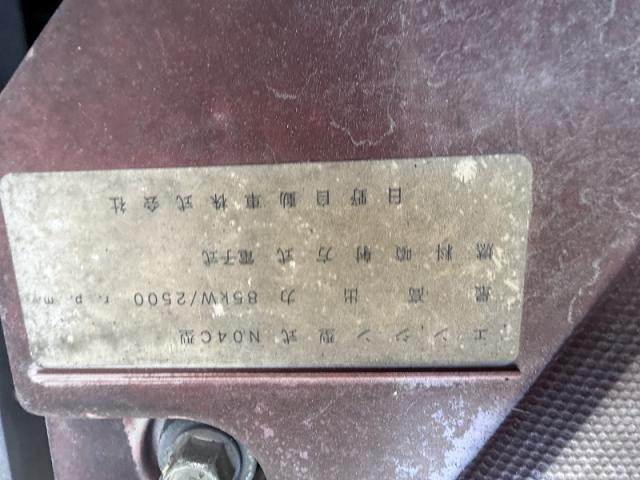 エンジン型式 N04C型
最高出力 85kW/2500 r.p.m
燃料噴射方式 電子式
日野自動車株式会社